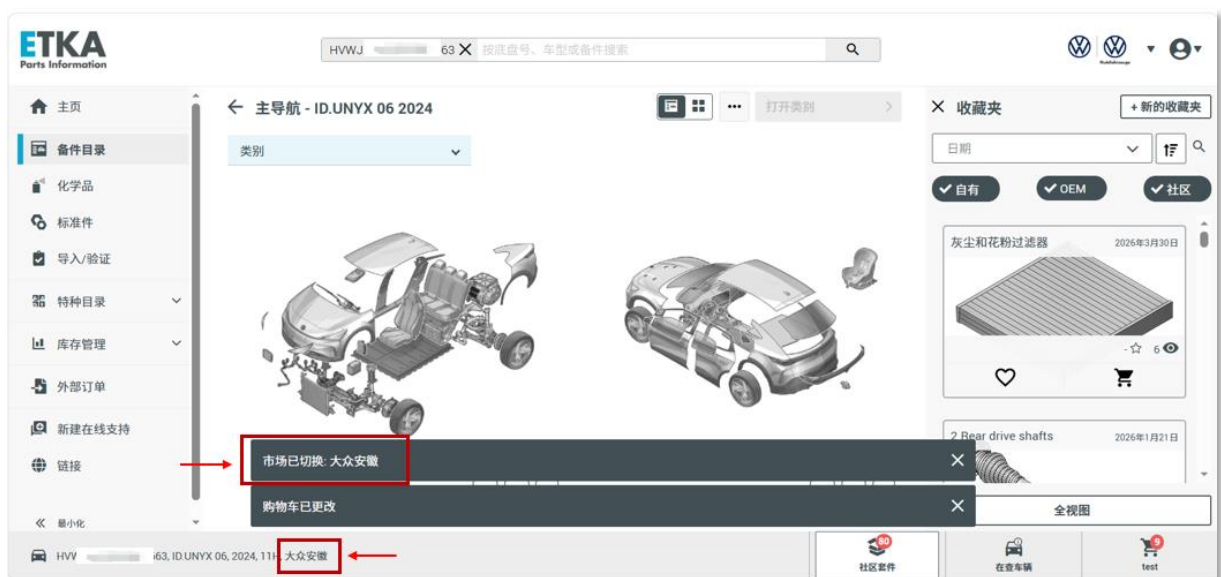 ETKA
Parts Information
HVWJ 63 按底盘号、车型或备件搜索
主页
备件目录
化学品
标准件
导入/验证
特种目录
库存管理
外部订单
新建在线支持
链接
最小化
主导航 - ID.UNYX 06 2024
打开类别
类别
收藏夹
+ 新的收藏夹
日期
自有
OEM
社区
灰尘和花粉过滤器
2026年3月30日
- 6
2 Rear drive shafts
2026年1月21日
市场已切换: 大众安徽
购物车已更改
全视图
63, ID.UNYX 06, 2024, 11H, 大众安徽
80
社区套件
在查车辆
9
test